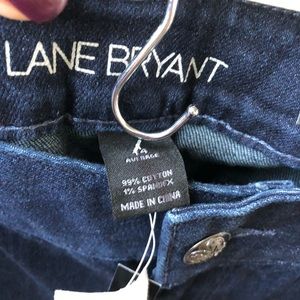 LANE BRYANT
AVERAGE
99% COTTON
1% SPANDEX
MADE IN CHINA